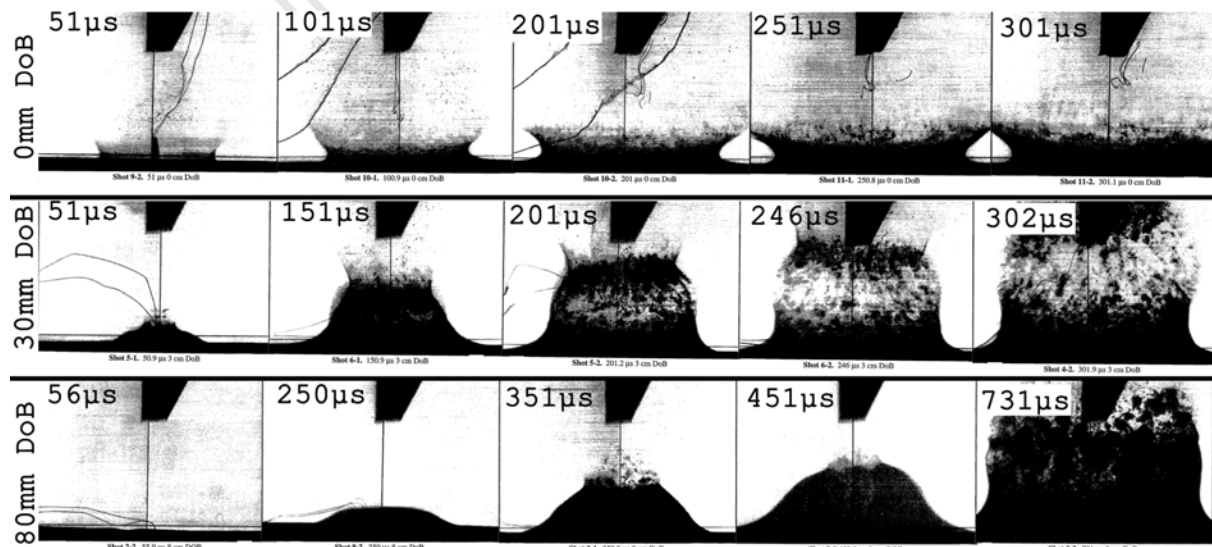 0mm DoB
51µs
101µs
201µs
251µs
301µs
Shot 9-2. 51 µs 0 cm DoB
Shot 10-1. 100.9 µs 0 cm DoB
Shot 10-2. 201 µs 0 cm DoB
Shot 11-1. 250.8 µs 0 cm DoB
Shot 11-2. 301.1 µs 0 cm DoB
30mm DoB
51µs
151µs
201µs
246µs
302µs
Shot 5-1. 50.9 µs 3 cm DOB
Shot 6-1. 150.9 µs 3 cm DoB
Shot 5-2. 201.2 µs 3 cm DoB
Shot 6-2. 246 µs 3 cm DoB
Shot 4-2. 301.9 µs 3 cm DoB
80mm DoB
56µs
250µs
351µs
451µs
731µs